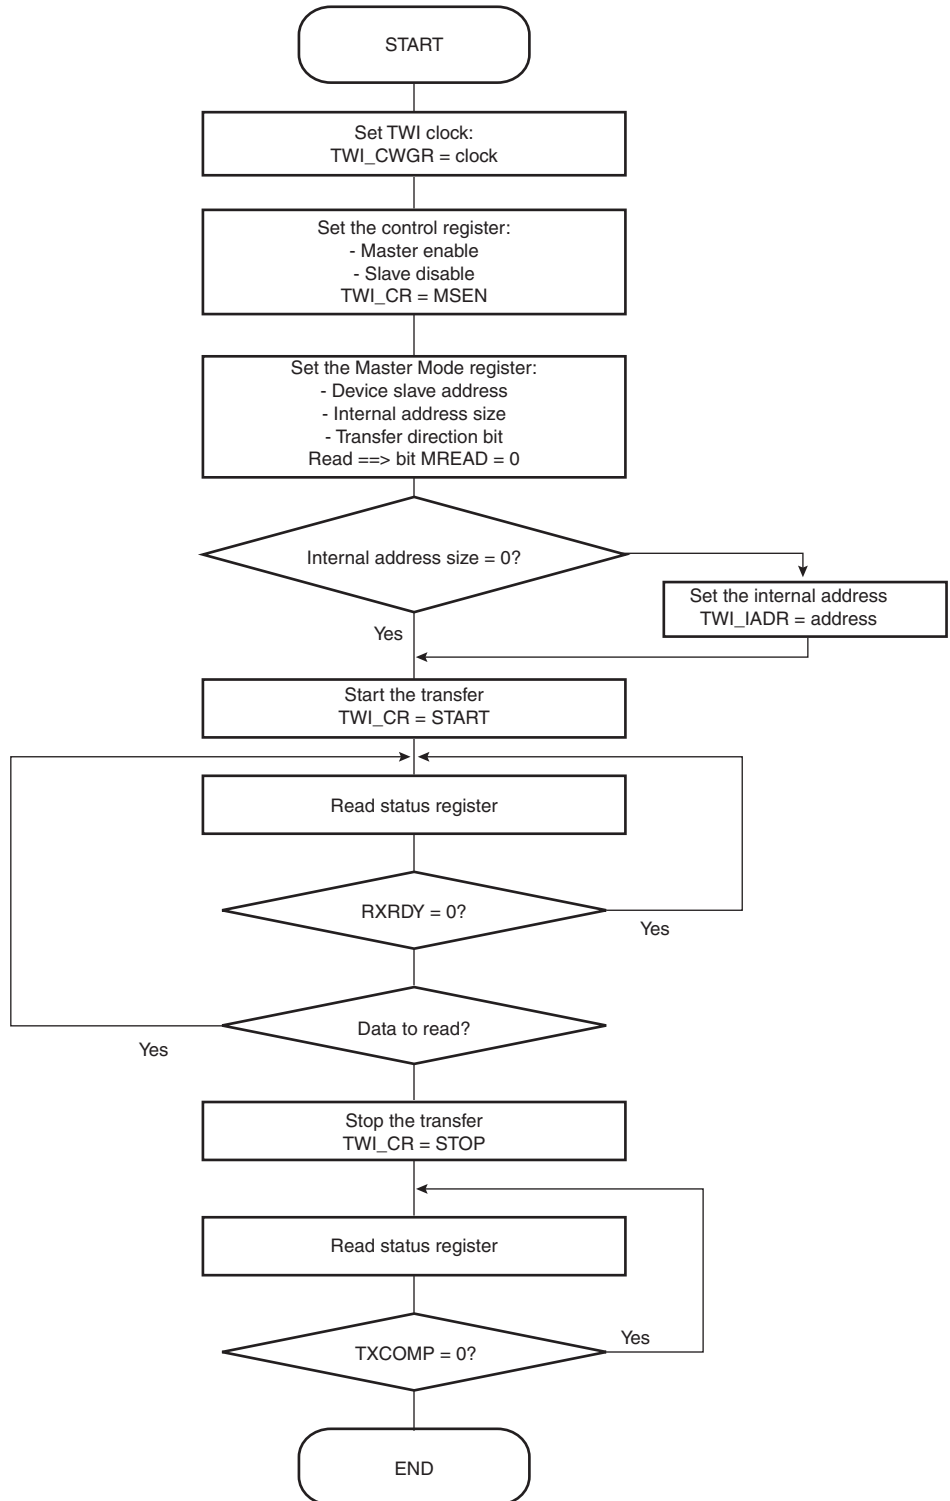 START
Set TWI clock:
TWI_CWGR = clock
Set the control register:
- Master enable
- Slave disable
TWI_CR = MSEN
Set the Master Mode register:
- Device slave address
- Internal address size
- Transfer direction bit
Read ==> bit MREAD = 0
Internal address size = 0?
Set the internal address
TWI_IADR = address
Yes
Start the transfer
TWI_CR = START
Read status register
RXRDY = 0?
Yes
Data to read?
Yes
Stop the transfer
TWI_CR = STOP
Read status register
TXCOMP = 0?
Yes
END